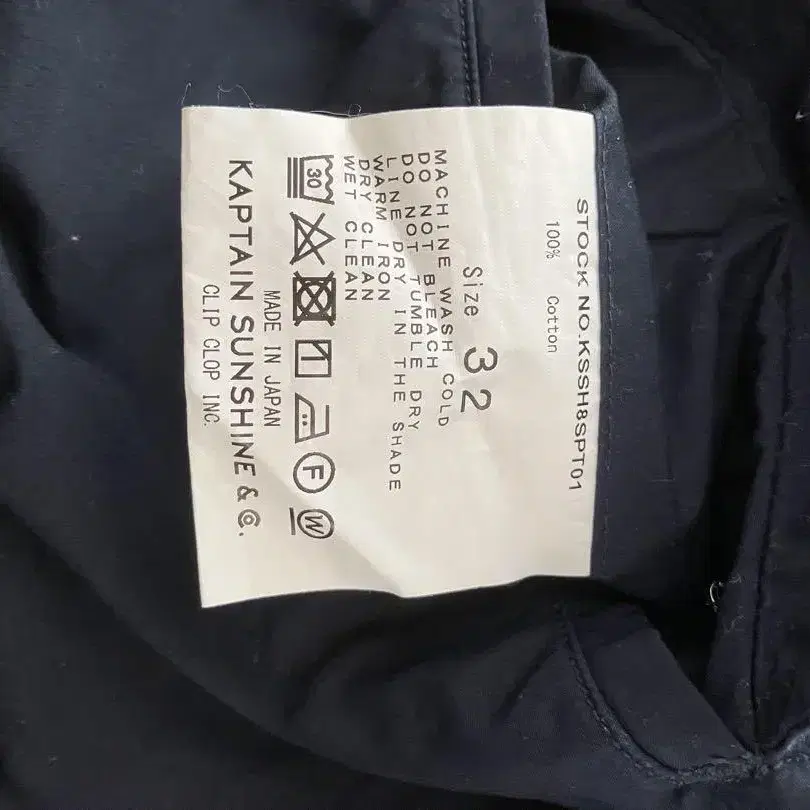 STOCK NO.KSSH8SPT01
100% Cotton
Size 32
MACHINE WASH COLD
DO NOT BLEACH
DO NOT TUMBLE DRY
LINE DRY IN THE SHADE
WARM IRON
DRY CLEAN
WET CLEAN
30 F W
MADE IN JAPAN
KAPTAIN SUNSHINE & ©.
CLIP CLOP INC.